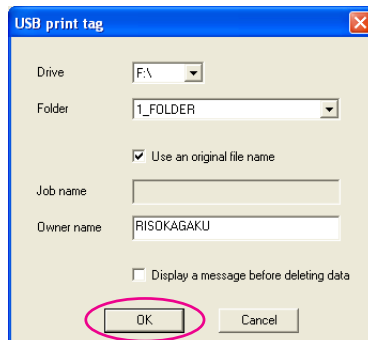 USB print tag
Drive F:\
Folder 1_FOLDER
Use an original file name
Job name
Owner name RISOKAGAKU
Display a message before deleting data
OK Cancel